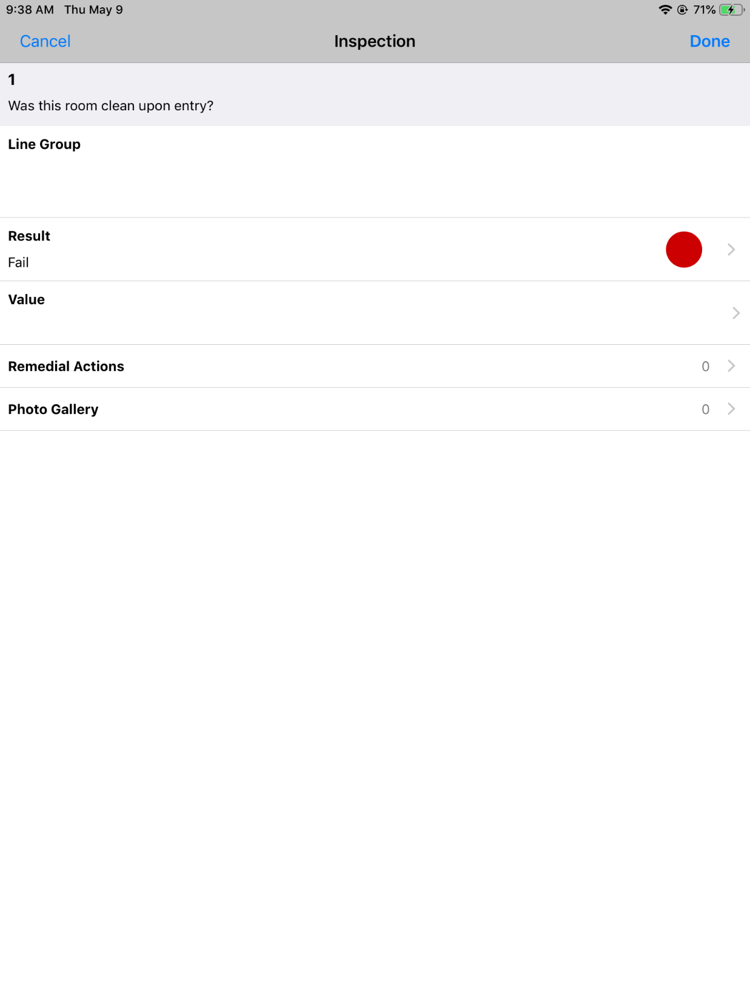 9:38 AM Thu May 9 71%
Cancel Inspection Done
1
Was this room clean upon entry?
Line Group
Result
Fail
Value
Remedial Actions 0
Photo Gallery 0